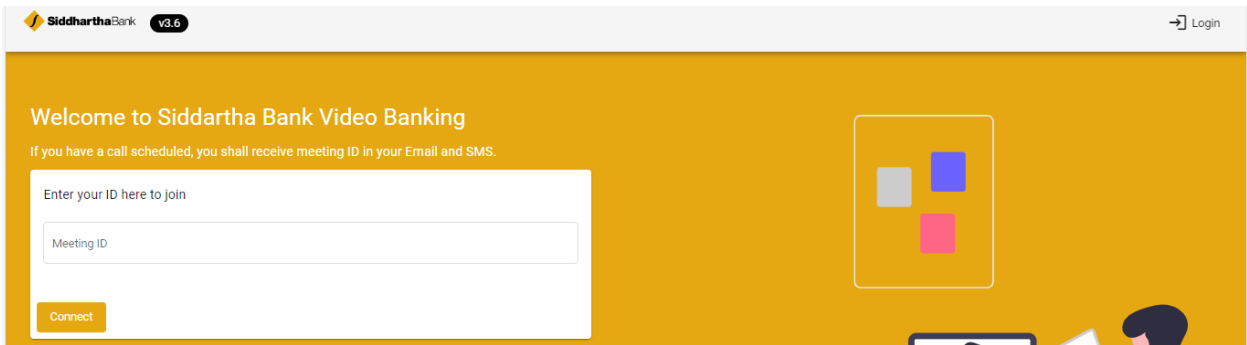 SiddharthaBank v3.6 Login
Welcome to Siddartha Bank Video Banking
If you have a call scheduled, you shall receive meeting ID in your Email and SMS.
Enter your ID here to join
Meeting ID
Connect